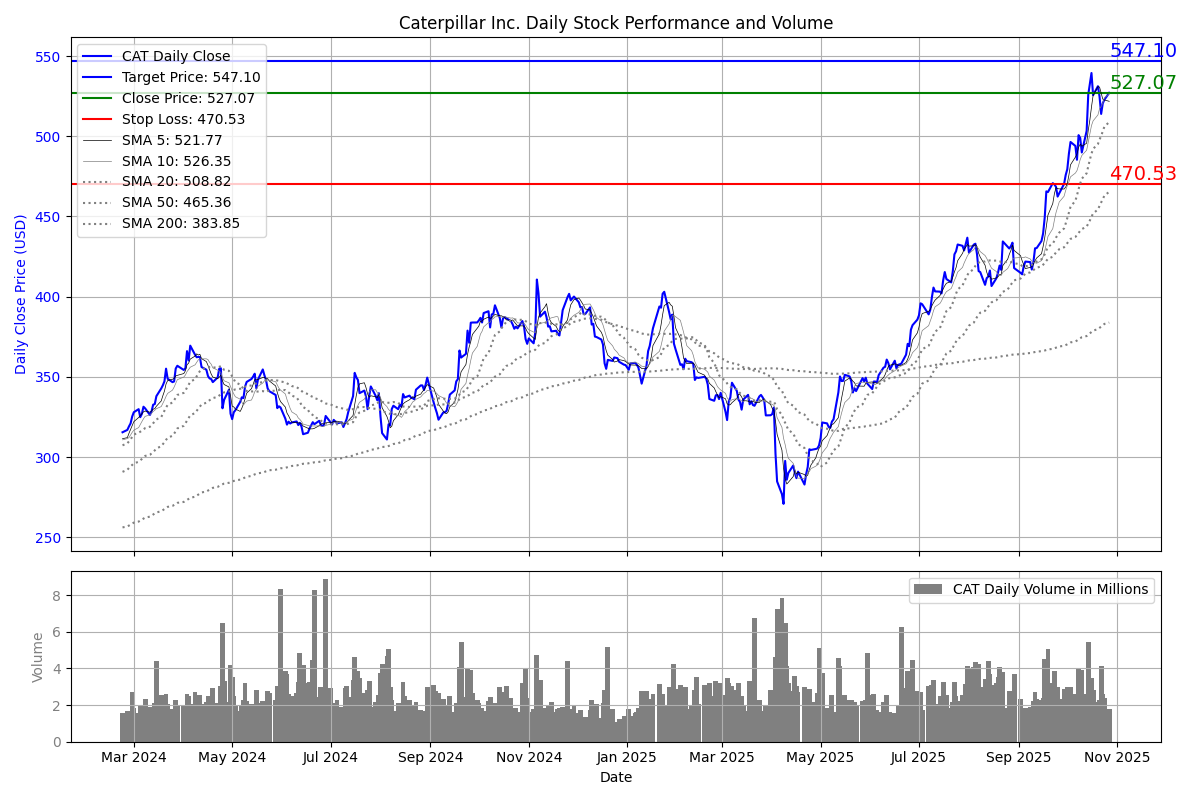 Caterpillar Inc. Daily Stock Performance and Volume
Daily Close Price (USD)
550
500
450
400
350
300
250
CAT Daily Close
Target Price: 547.10
Close Price: 527.07
Stop Loss: 470.53
SMA 5: 521.77
SMA 10: 526.35
SMA 20: 508.82
SMA 50: 465.36
SMA 200: 383.85
547.10
527.07
470.53
Volume
8
6
4
2
0
CAT Daily Volume in Millions
Mar 2024
May 2024
Jul 2024
Sep 2024
Nov 2024
Jan 2025
Mar 2025
May 2025
Jul 2025
Sep 2025
Nov 2025
Date